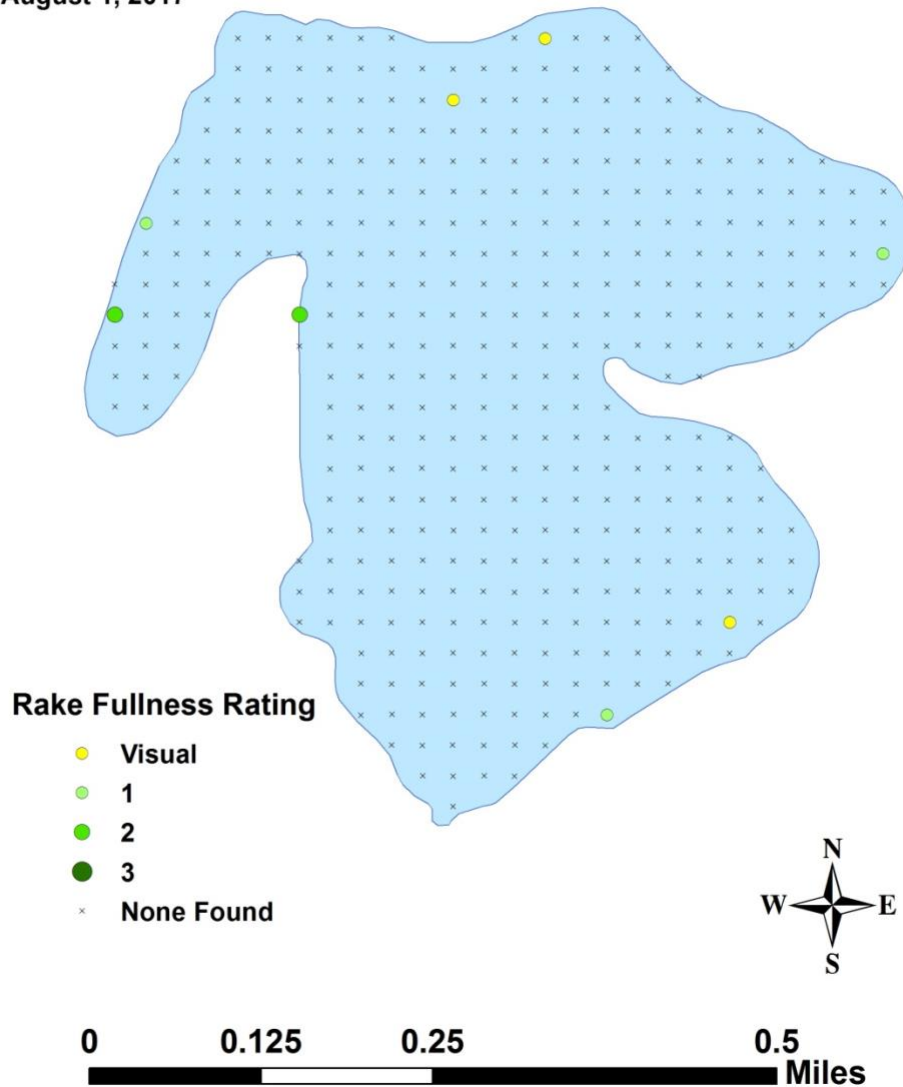 August 1, 2017
Rake Fullness Rating
Visual
1
2
3
None Found
N
W E
S
0 0.125 0.25 0.5
Miles